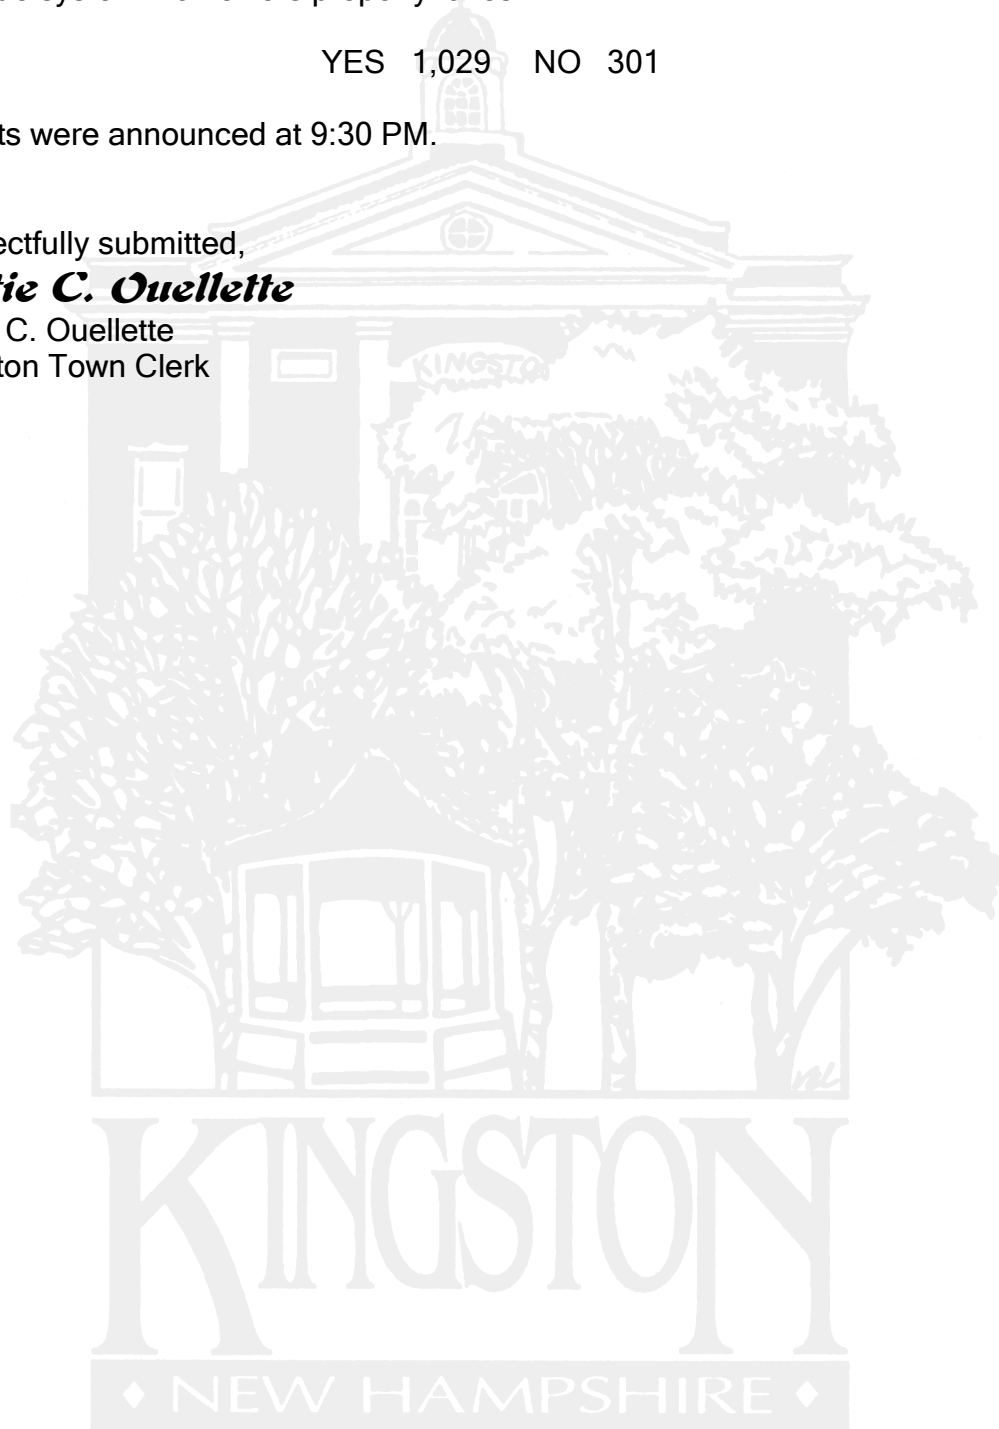 YES 1,029 NO 301
ts were announced at 9:30 PM.
ectfully submitted,
tie C. Ouellette
C. Ouellette
ton Town Clerk
KINGSTO
KINGSTON
♦ NEW HAMPSHIRE ♦